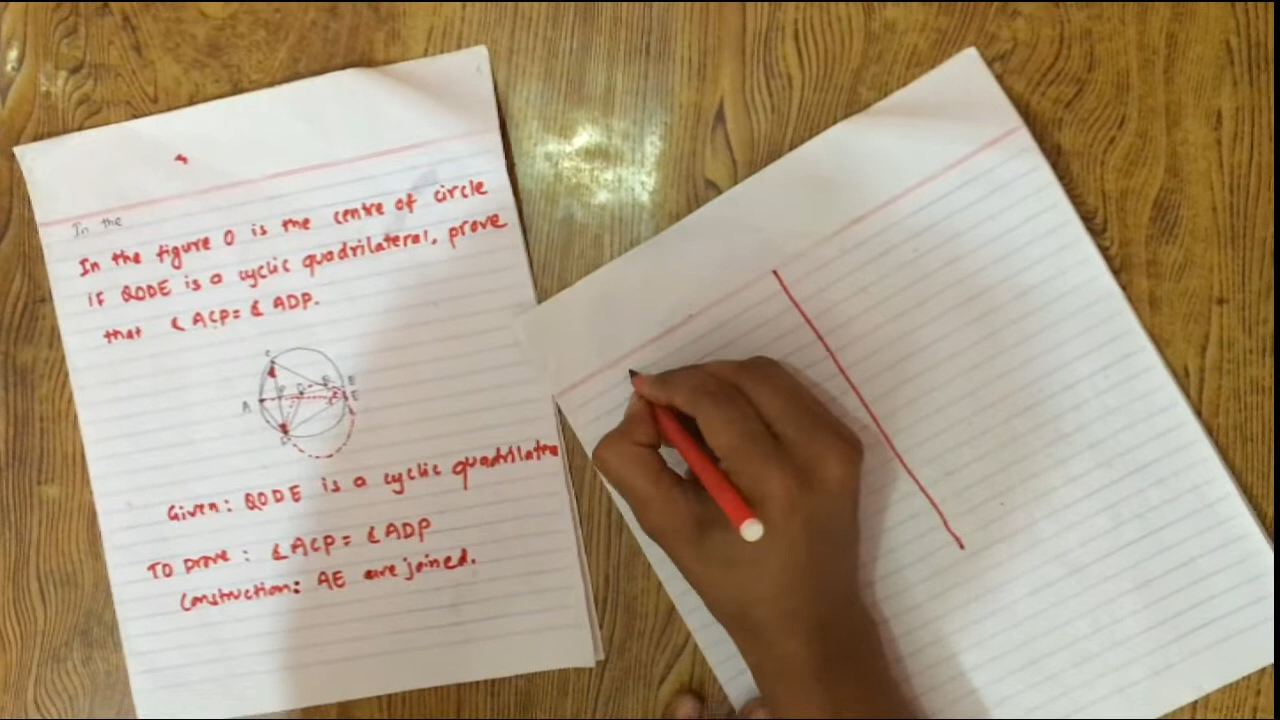 In the
In the figure O is the centre of circle
if QODE is a cyclic quadrilateral, prove
that ∠ACP= ∠ADP.
C
A
E
Given: QODE is a cyclic quadrilatera
To prove: ∠ACP= ∠ADP
Construction: AE are joined.